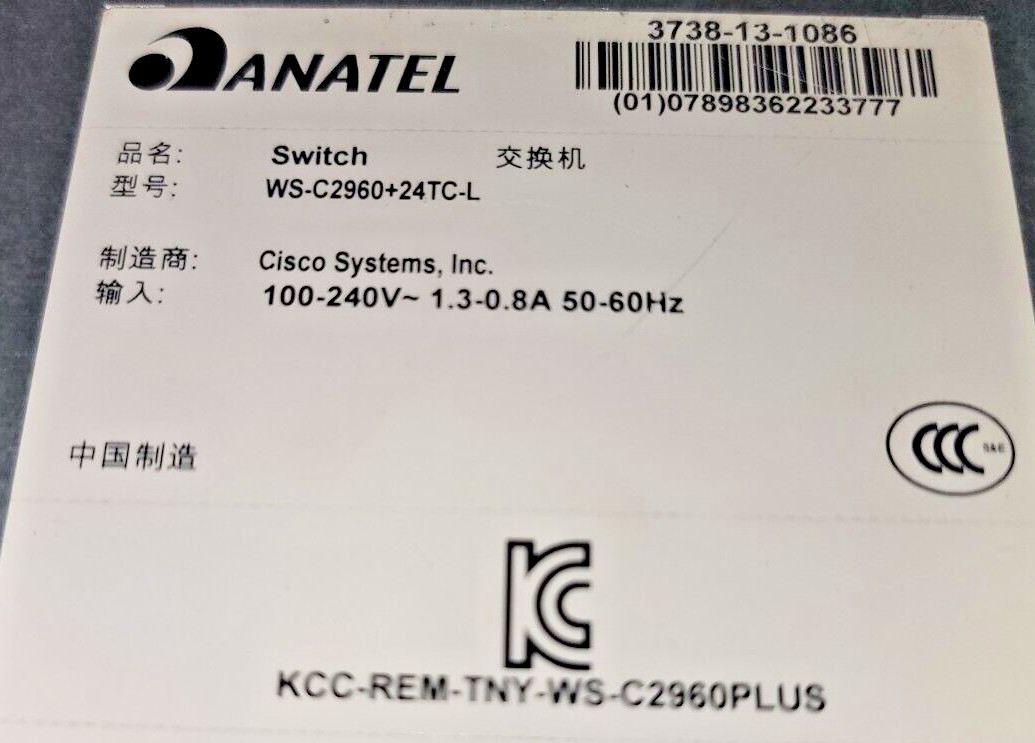 ANATEL
3738-13-1086
(01)07898362233777
品名: Switch 交换机
型号: WS-C2960+24TC-L
制造商: Cisco Systems, Inc.
输入: 100-240V~ 1.3-0.8A 50-60Hz
中国制造
CCC S&E
KC
KCC-REM-TNY-WS-C2960PLUS